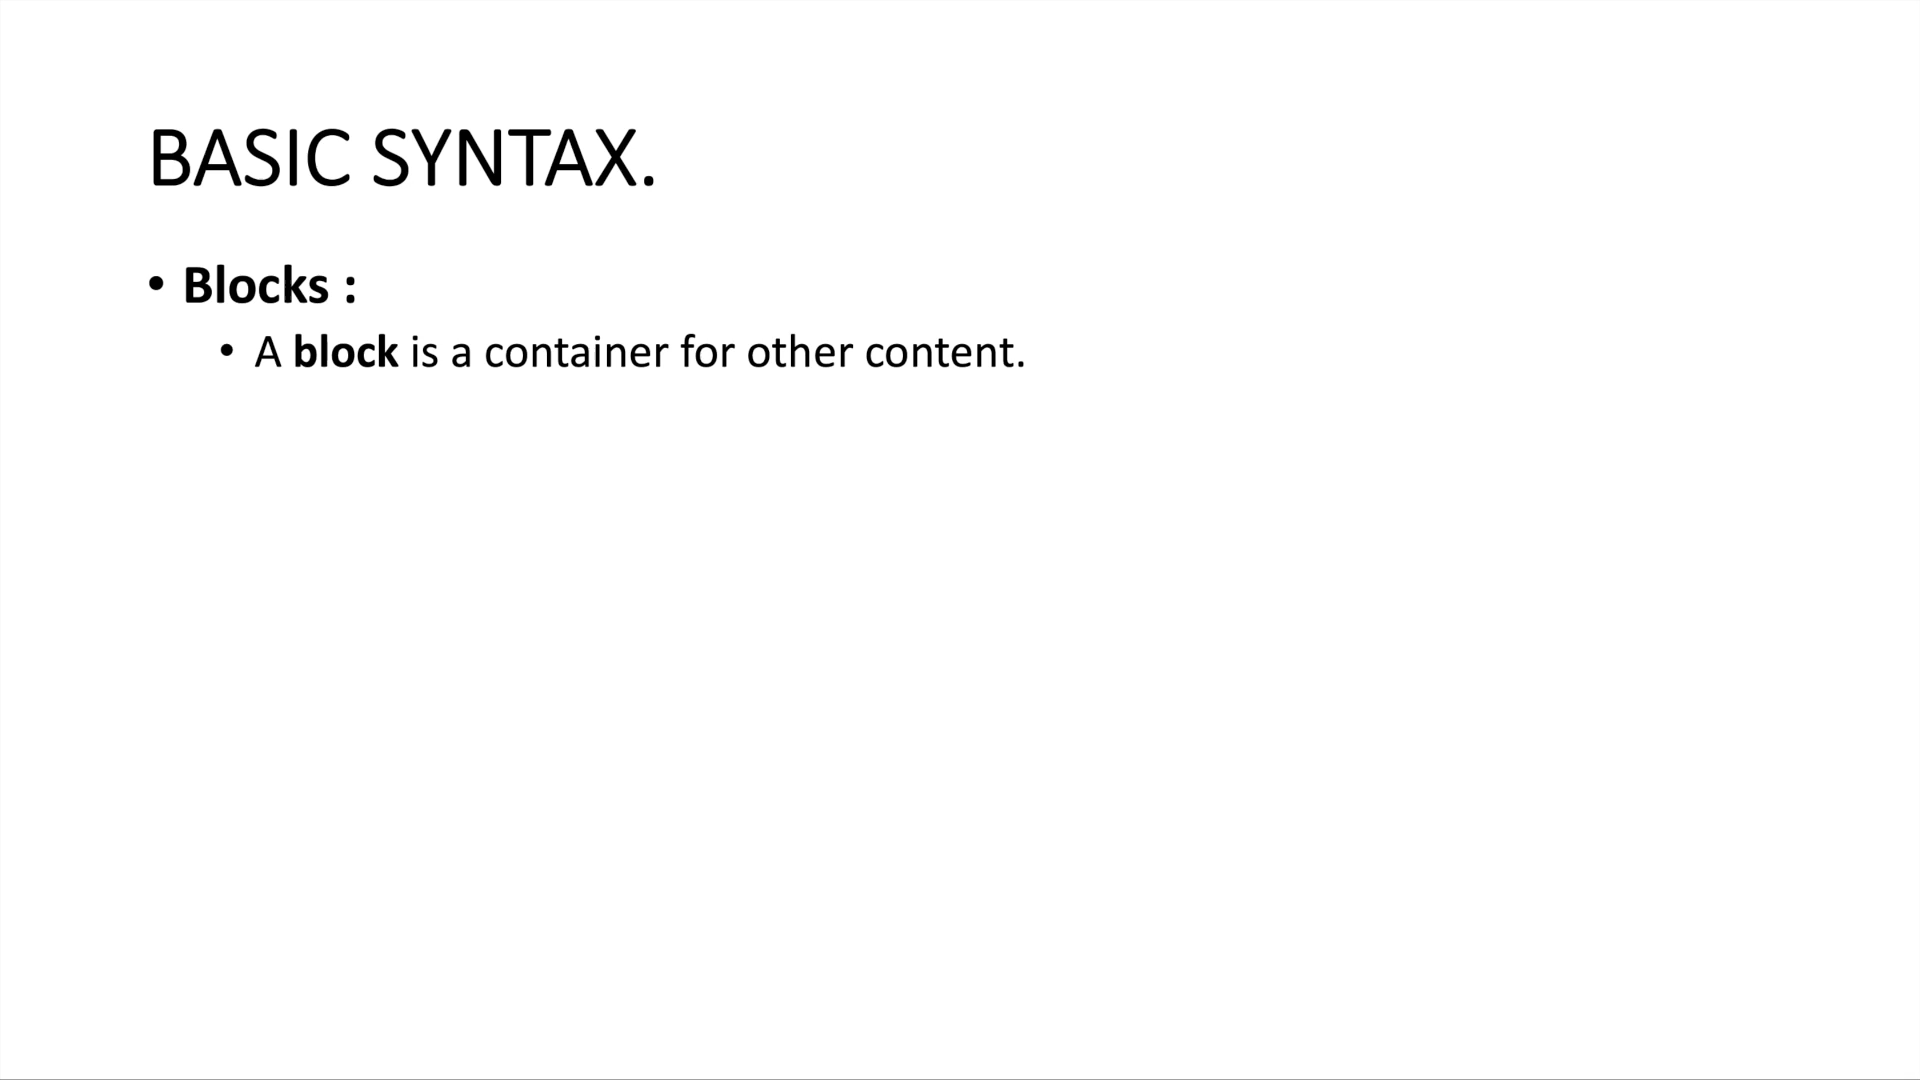 BASIC SYNTAX.
• Blocks :
• A block is a container for other content.